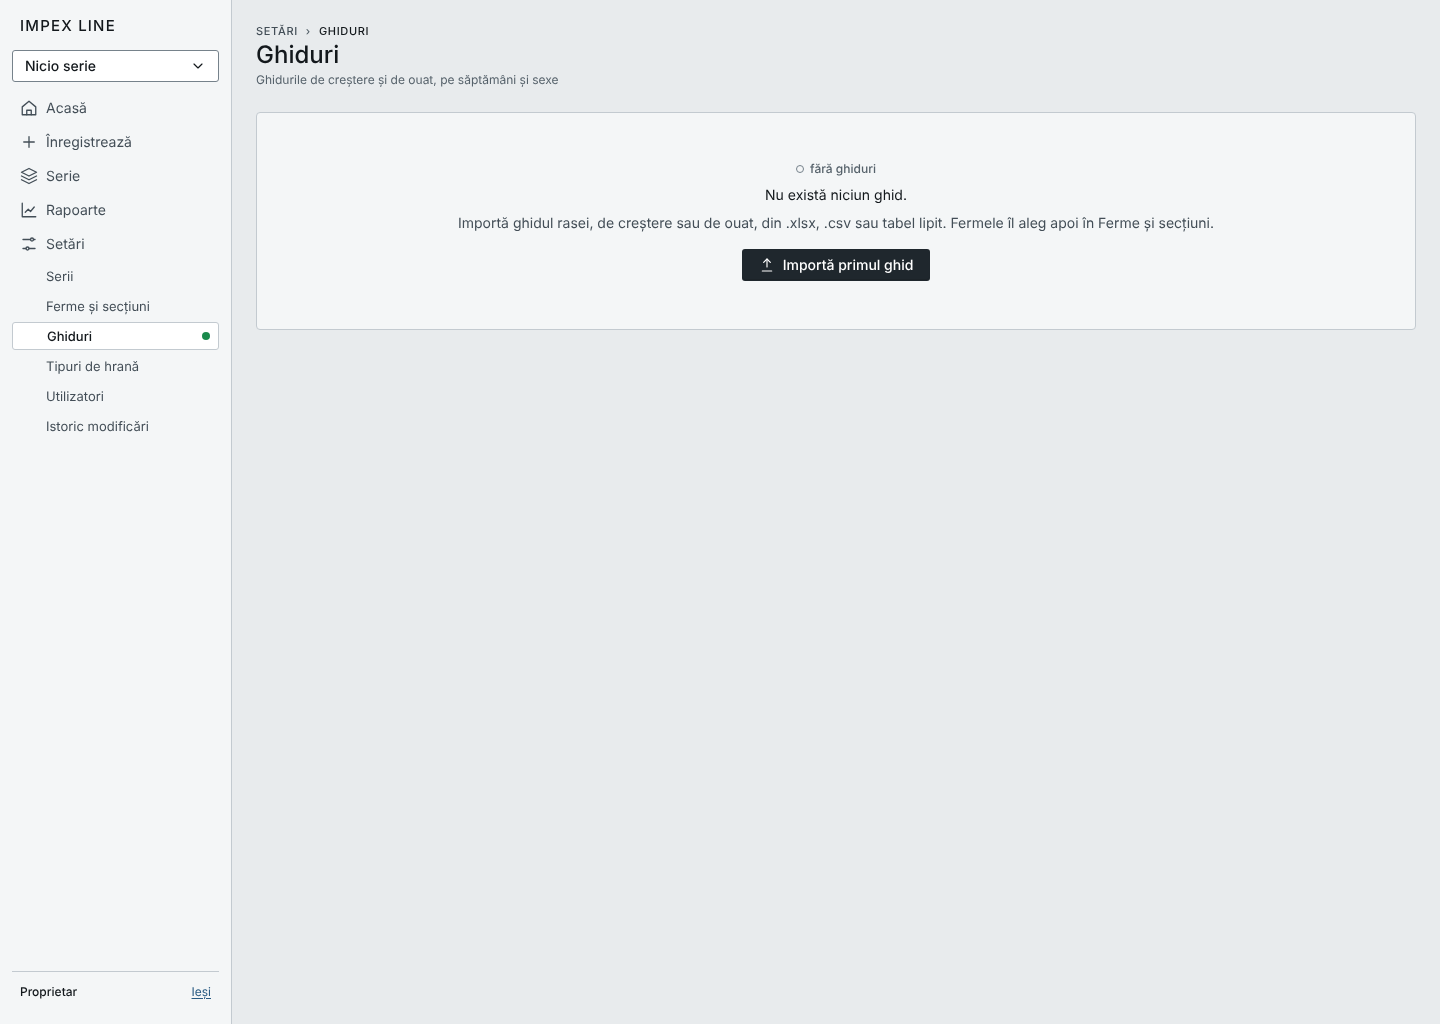 IMPEX LINE
Nicio serie
Acasă
Înregistrează
Serie
Rapoarte
Setări
Serii
Ferme și secțiuni
Ghiduri
Tipuri de hrană
Utilizatori
Istoric modificări
Proprietar
Ieși
SETĂRI › GHIDURI
Ghiduri
Ghidurile de creștere și de ouat, pe săptămâni și sexe
fără ghiduri
Nu există niciun ghid.
Importă ghidul rasei, de creștere sau de ouat, din .xlsx, .csv sau tabel lipit. Fermele îl aleg apoi în Ferme și secțiuni.
Importă primul ghid